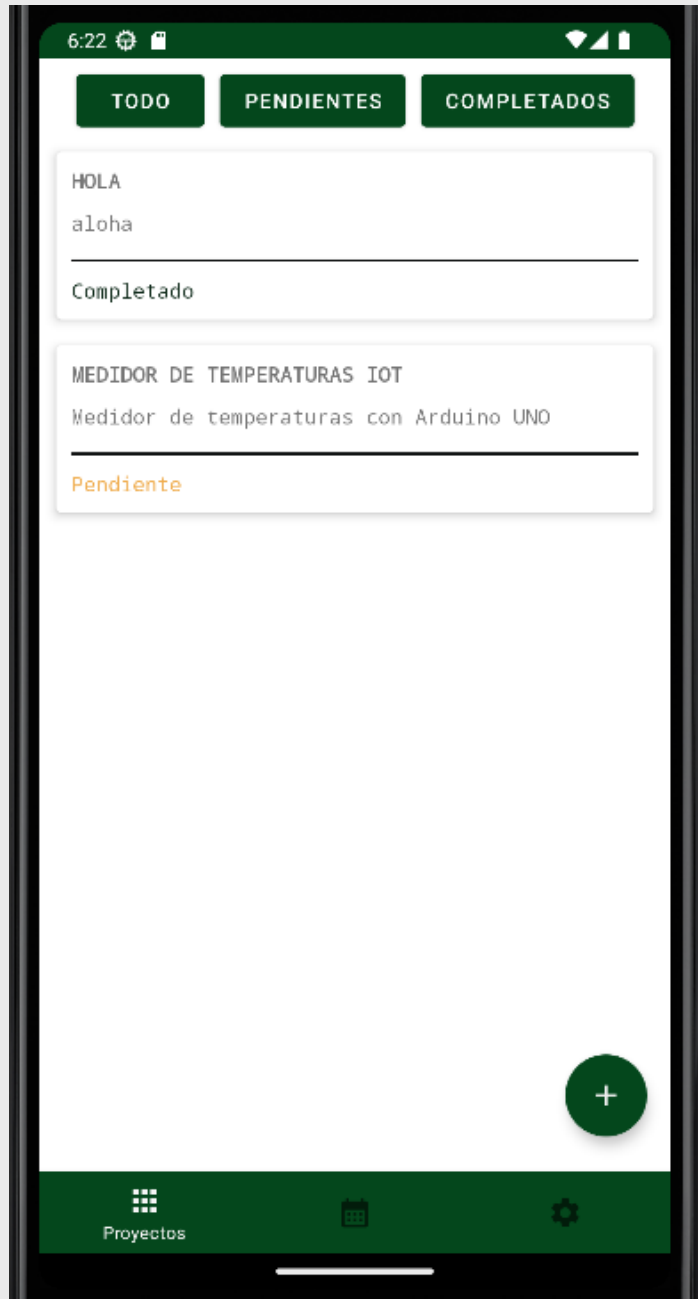 6:22
TODO PENDIENTES COMPLETADOS
HOLA
aloha
Completado
MEDIDOR DE TEMPERATURAS IOT
Medidor de temperaturas con Arduino UNO
Pendiente
+
Proyectos